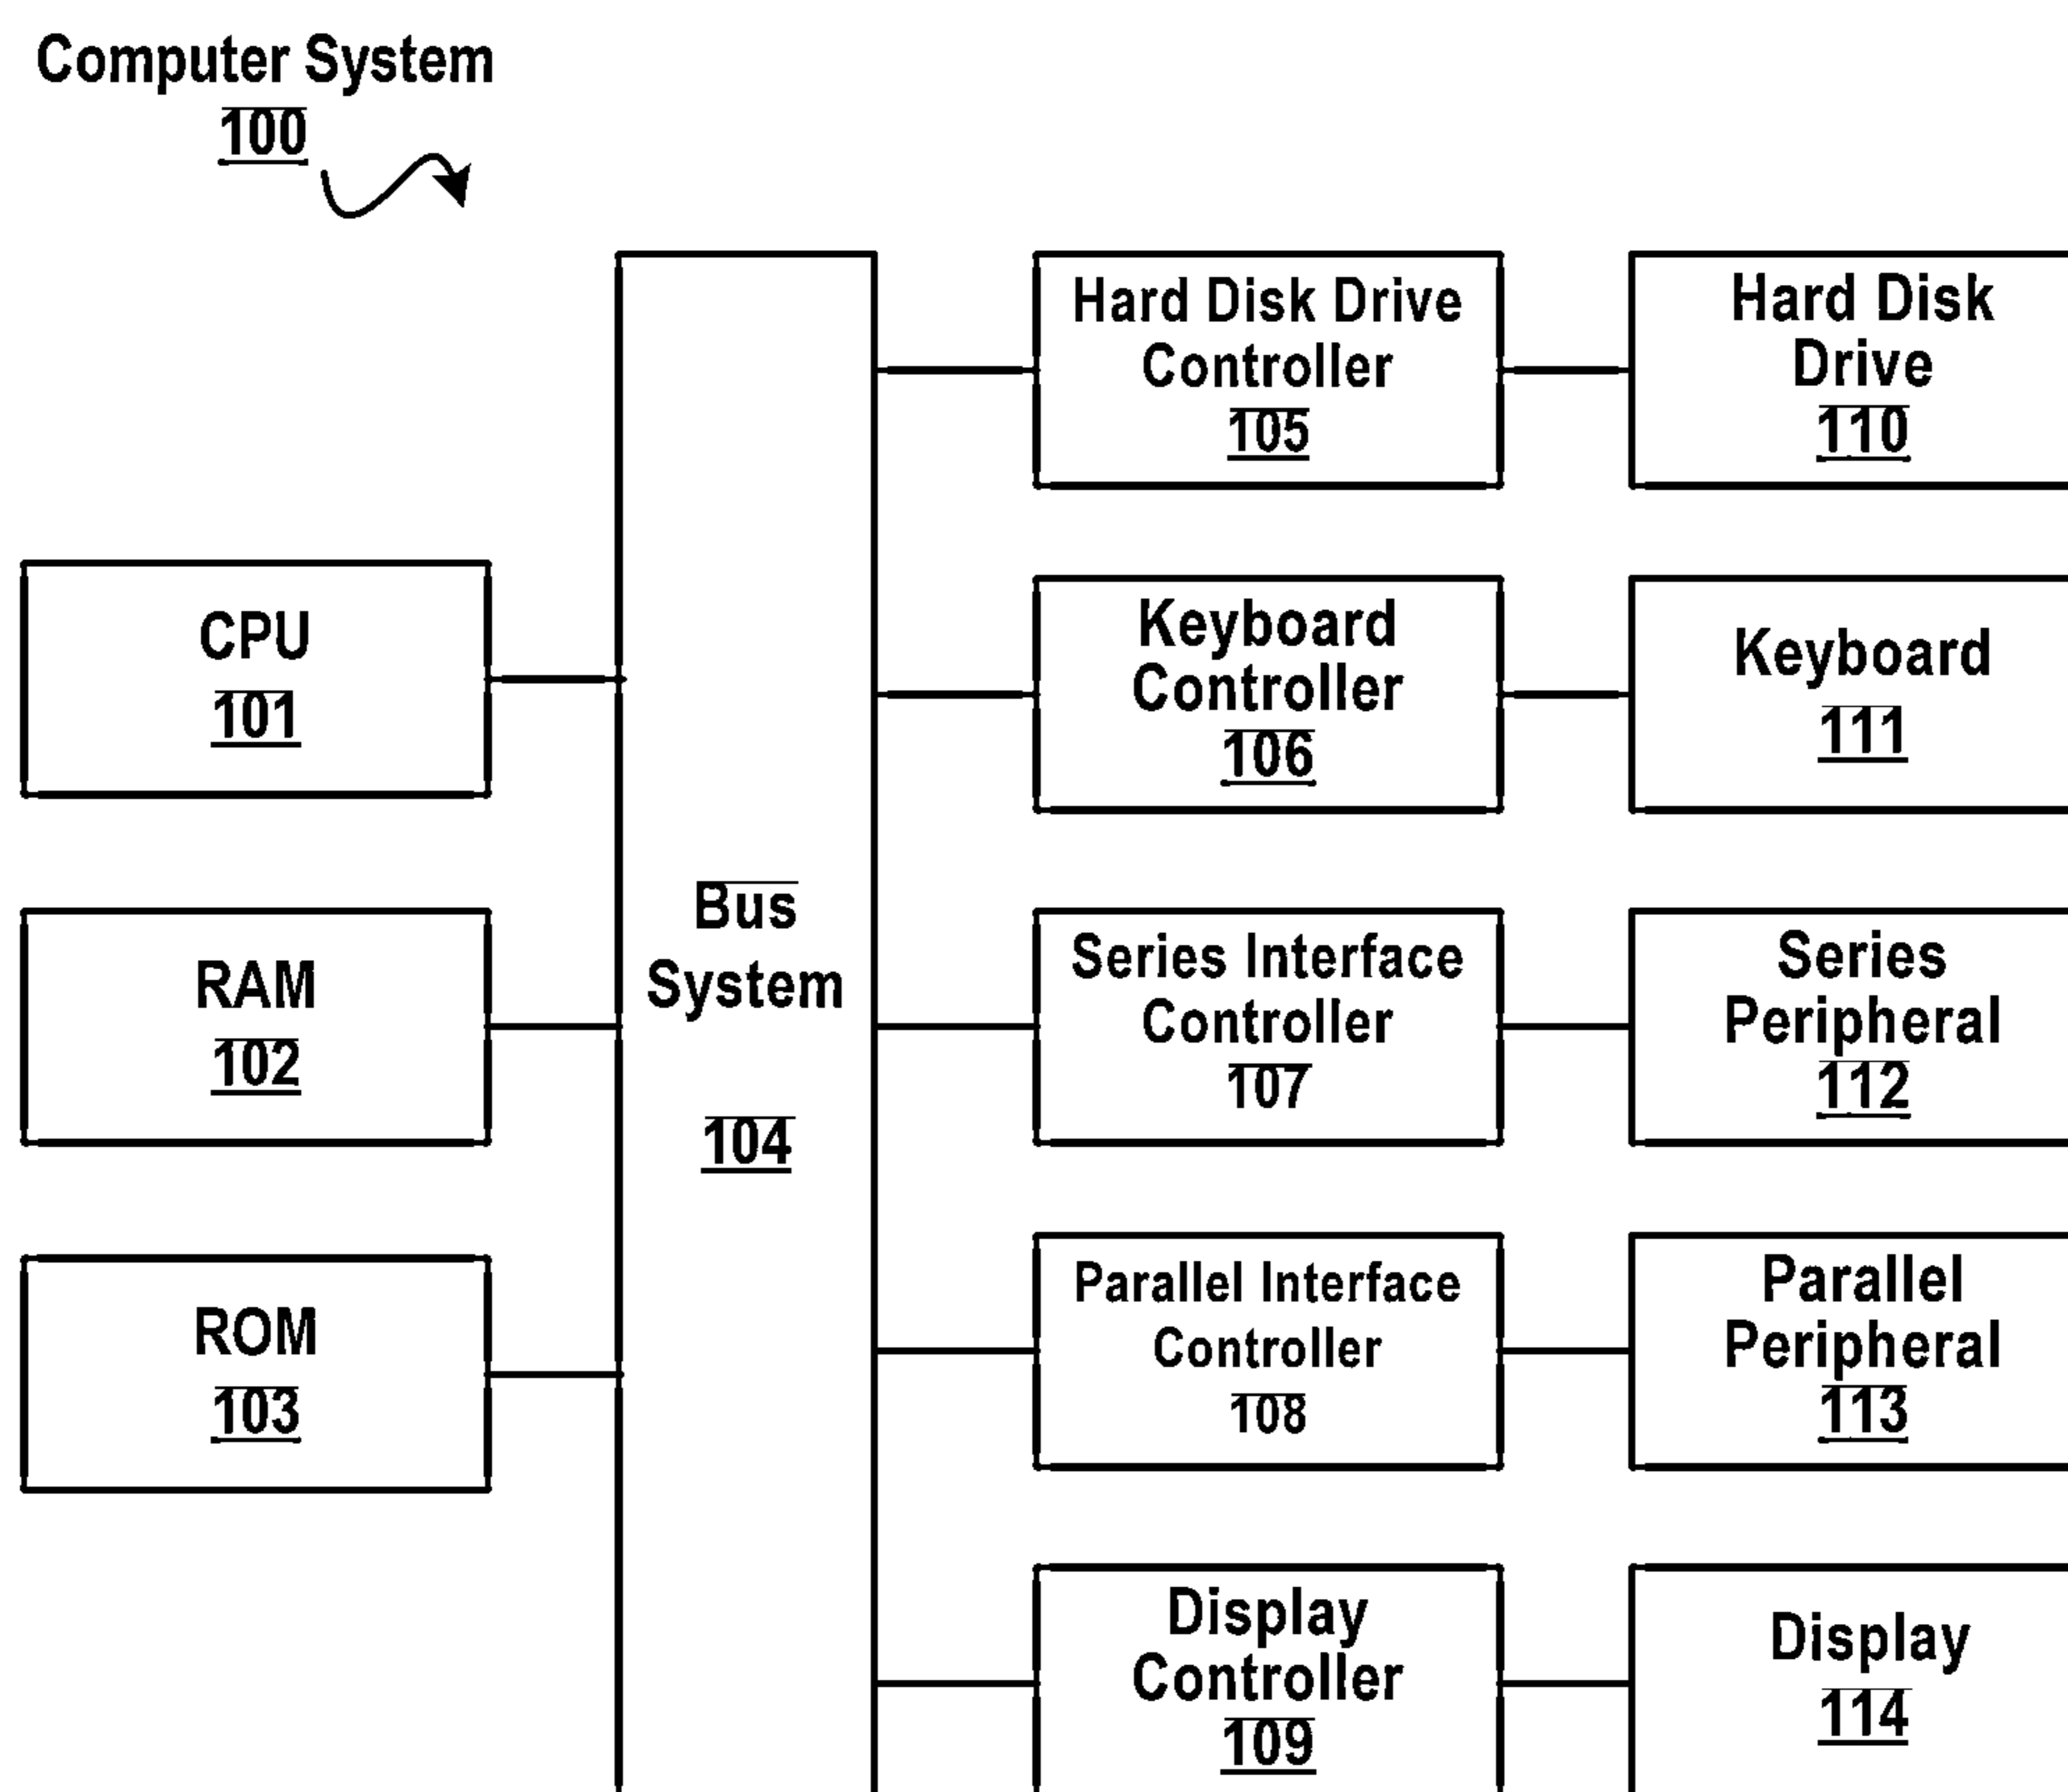 Computer System
100
Hard Disk Drive
Controller
105
Hard Disk
Drive
110
CPU
101
Keyboard
Controller
106
Keyboard
111
RAM
102
Bus
System
104
Series Interface
Controller
107
Series
Peripheral
112
ROM
103
Parallel Interface
Controller
108
Parallel
Peripheral
113
Display
Controller
109
Display
114